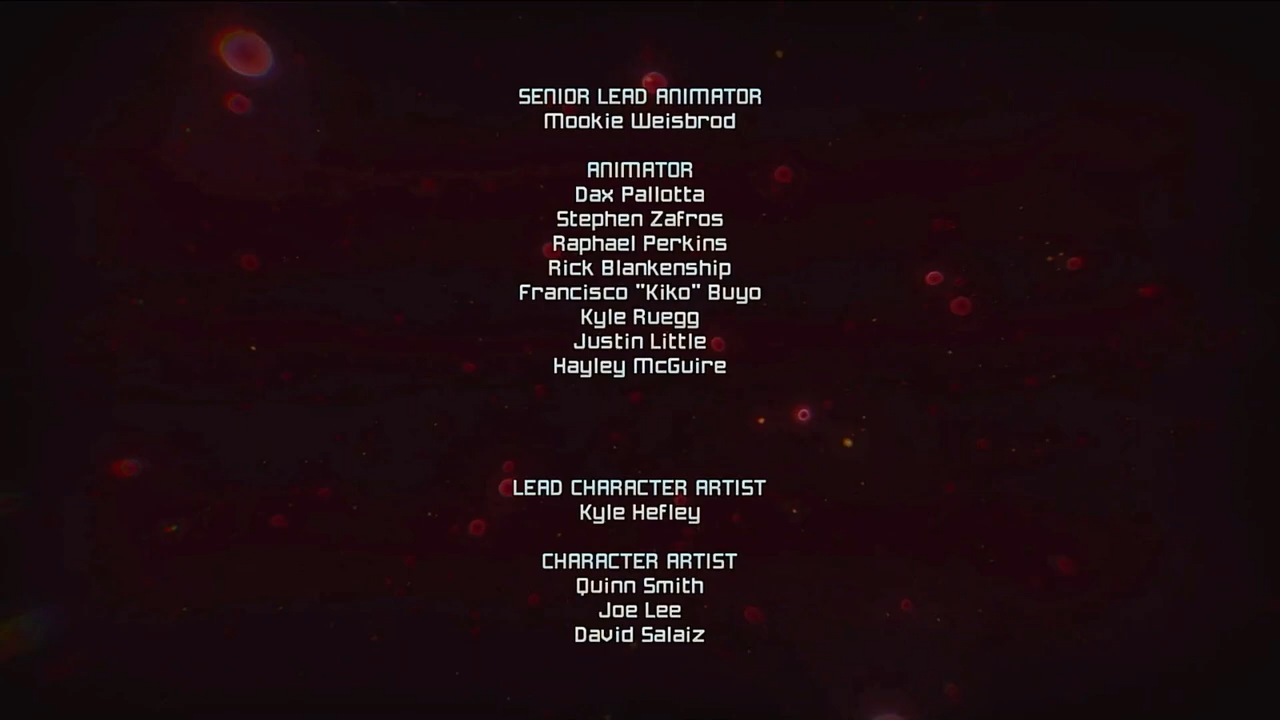 SENIOR LEAD ANIMATOR
Mookie Weisbrod
ANIMATOR
Dax Pallotta
Stephen Zafros
Raphael Perkins
Rick Blankenship
Francisco "Kiko" Buyo
Kyle Ruegg
Justin Little
Hayley McGuire
LEAD CHARACTER ARTIST
Kyle Hefley
CHARACTER ARTIST
Quinn Smith
Joe Lee
David Salaiz